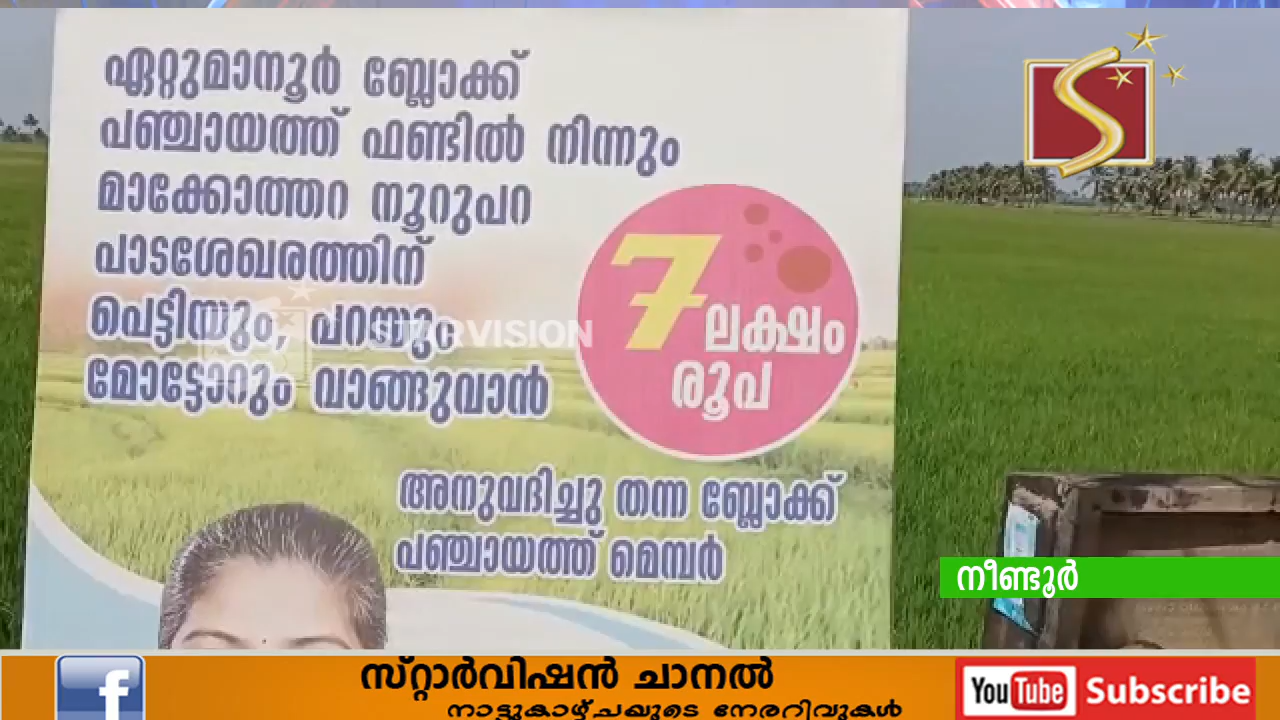 ഏറ്റുമാനൂർ ബ്ലോക്ക്
പഞ്ചായത്ത് ഫണ്ടിൽ നിന്നും
മാക്കോത്തറ നൂറുപറ
പാടശേഖരത്തിന്
പെട്ടിയും, പറയും
മോട്ടോറും വാങ്ങുവാൻ
7 ലക്ഷം
രൂപ
അനുവദിച്ചു തന്ന ബ്ലോക്ക്
പഞ്ചായത്ത് മെമ്പർ
STARVISION
S
നീണ്ടൂർ
f
സ്റ്റാർവിഷൻ ചാനൽ
നാട്ടുകാഴ്ചയുടെ നേരറിവുകൾ
YouTube Subscribe